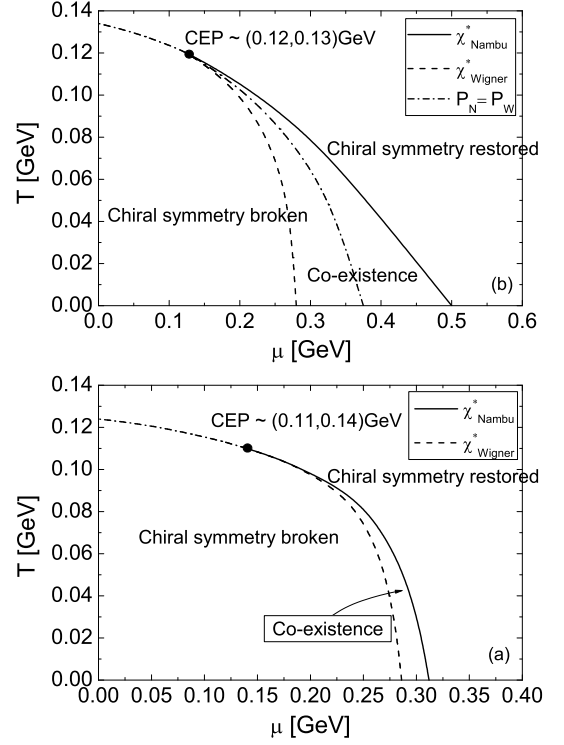 0.14
0.12
0.10
0.08
0.06
0.04
0.02
0.00
T [GeV]
CEP ~ (0.12,0.13)GeV
χ*Nambu
χ*Wigner
P_N=P_W
Chiral symmetry restored
Chiral symmetry broken
Co-existence
(b)
0.0 0.1 0.2 0.3 0.4 0.5 0.6
μ [GeV]
0.14
0.12
0.10
0.08
0.06
0.04
0.02
0.00
T [GeV]
CEP ~ (0.11,0.14)GeV
χ*Nambu
χ*Wigner
Chiral symmetry restored
Chiral symmetry broken
Co-existence
(a)
0.00 0.05 0.10 0.15 0.20 0.25 0.30 0.35 0.40
μ [GeV]